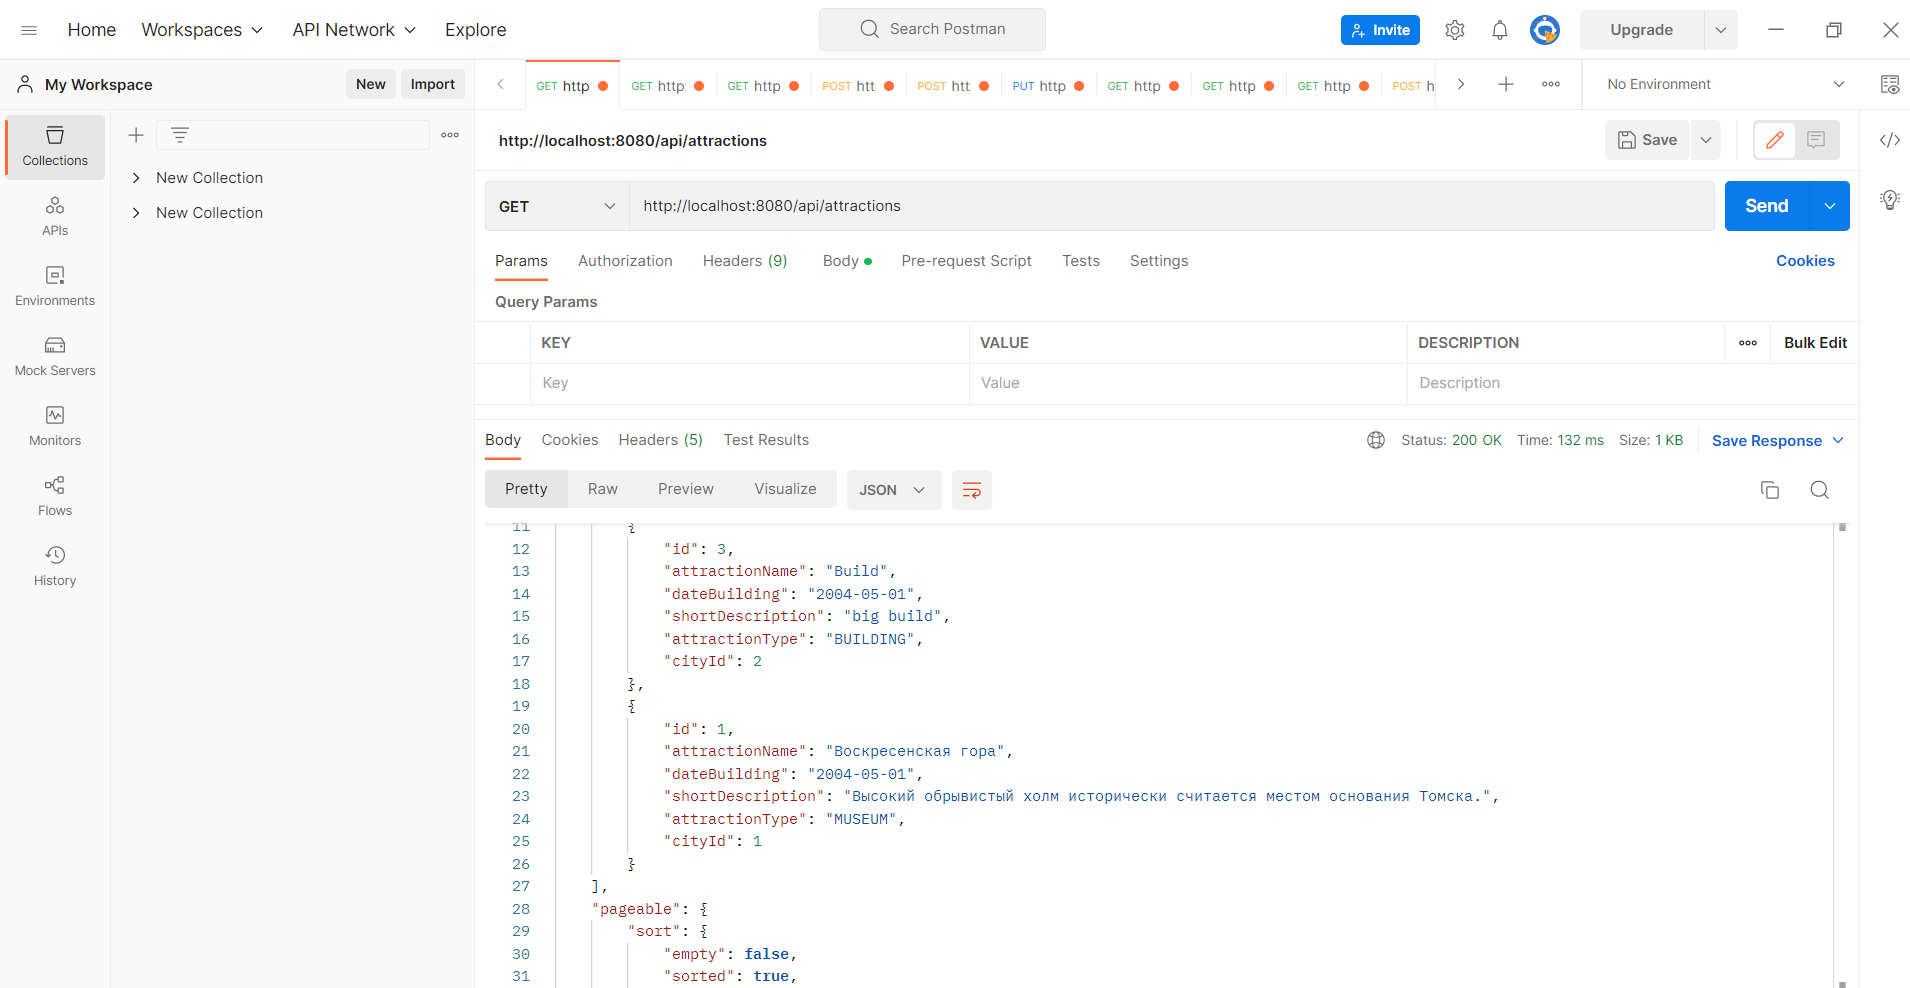 Home Workspaces API Network Explore Search Postman Invite Upgrade
My Workspace New Import GET http GET http GET http POST htt POST htt PUT http GET http GET http GET http POST h No Environment
Collections
APIs
Environments
Mock Servers
Monitors
Flows
History
New Collection
New Collection
http://localhost:8080/api/attractions Save
GET http://localhost:8080/api/attractions Send
Params Authorization Headers (9) Body Pre-request Script Tests Settings Cookies
Query Params
KEY VALUE DESCRIPTION Bulk Edit
Key Value Description
Body Cookies Headers (5) Test Results Status: 200 OK Time: 132 ms Size: 1 KB Save Response
Pretty Raw Preview Visualize JSON
11 {
12 "id": 3,
13 "attractionName": "Build",
14 "dateBuilding": "2004-05-01",
15 "shortDescription": "big build",
16 "attractionType": "BUILDING",
17 "cityId": 2
18 },
19 {
20 "id": 1,
21 "attractionName": "Воскресенская гора",
22 "dateBuilding": "2004-05-01",
23 "shortDescription": "Высокий обрывистый холм исторически считается местом основания Томска.",
24 "attractionType": "MUSEUM",
25 "cityId": 1
26 }
27 ],
28 "pageable": {
29 "sort": {
30 "empty": false,
31 "sorted": true,